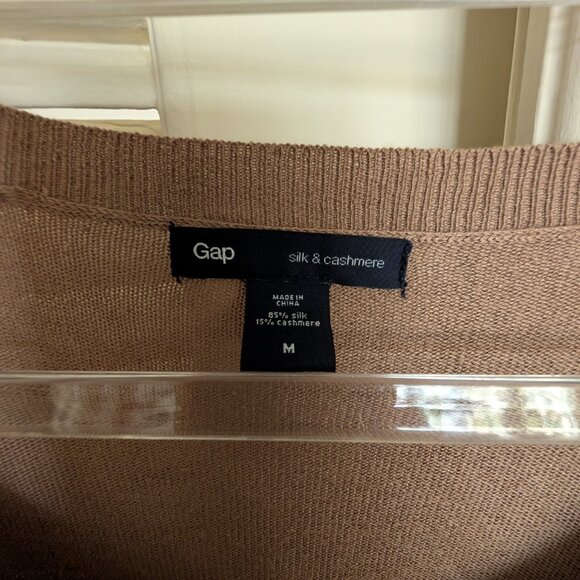 Gap silk & cashmere
MADE IN
CHINA
85% silk
15% cashmere
M